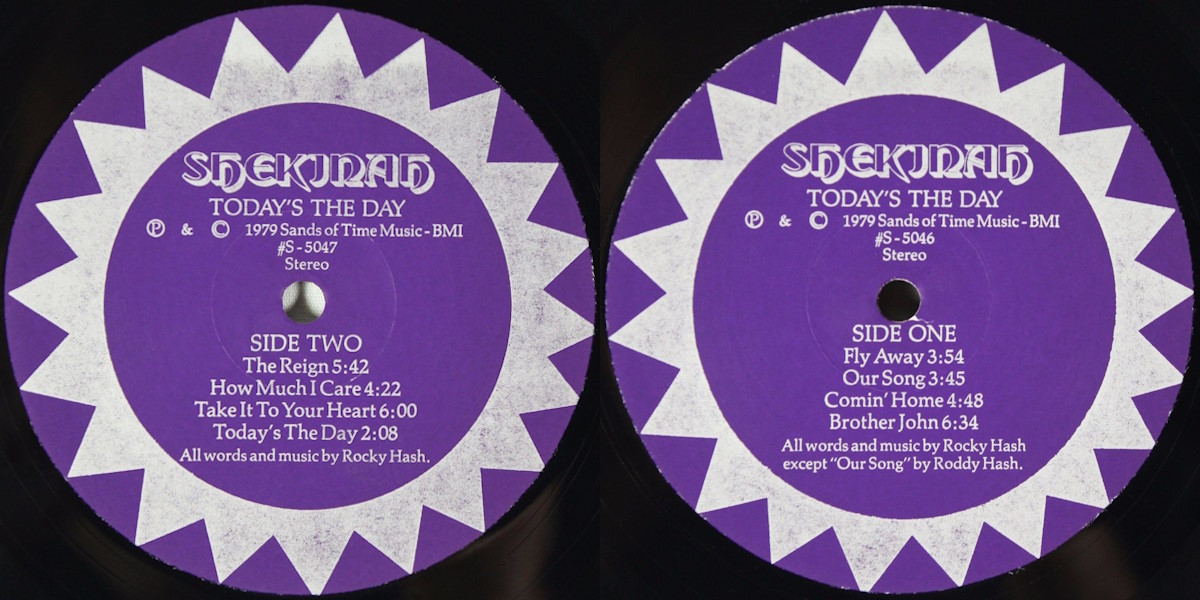 SHEKINAH
TODAY'S THE DAY
Ⓟ & © 1979 Sands of Time Music - BMI
#S - 5047
Stereo
SIDE TWO
The Reign 5:42
How Much I Care 4:22
Take It To Your Heart 6:00
Today's The Day 2:08
All words and music by Rocky Hash.
SHEKINAH
TODAY'S THE DAY
Ⓟ & © 1979 Sands of Time Music - BMI
#S - 5046
Stereo
SIDE ONE
Fly Away 3:54
Our Song 3:45
Comin' Home 4:48
Brother John 6:34
All words and music by Rocky Hash
except "Our Song" by Roddy Hash.